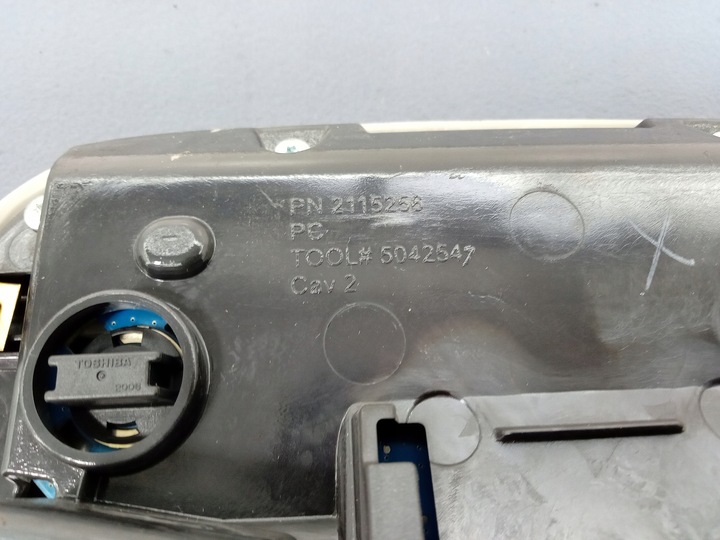 PN 2115258
PC
TOOL# 5042547
Cav 2
TOSHIBA
2006